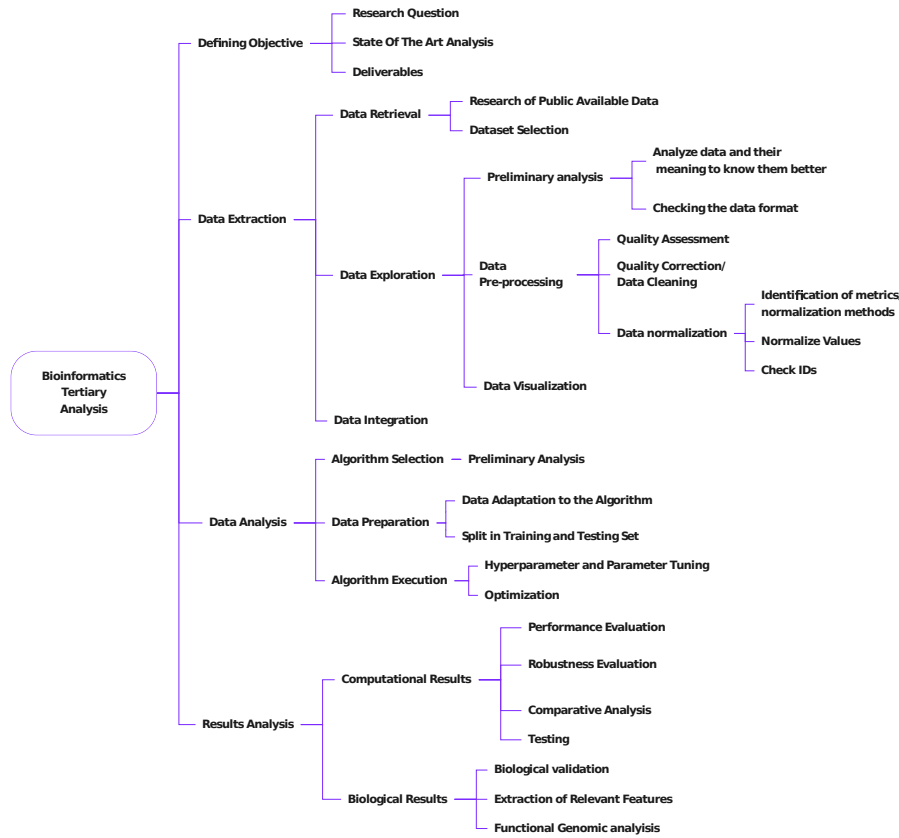 Research Question
Defining Objective
State Of The Art Analysis
Deliverables
Research of Public Available Data
Data Retrieval
Dataset Selection
Analyze data and their
meaning to know them better
Preliminary analysis
Checking the data format
Data Extraction
Quality Assessment
Data Exploration
Data
Pre-processing
Quality Correction/
Data Cleaning
Identification of metrics
normalization methods
Data normalization
Normalize Values
Check IDs
Data Visualization
Bioinformatics
Tertiary
Analysis
Data Integration
Algorithm Selection
Preliminary Analysis
Data Analysis
Data Preparation
Data Adaptation to the Algorithm
Split in Training and Testing Set
Algorithm Execution
Hyperparameter and Parameter Tuning
Optimization
Performance Evaluation
Robustness Evaluation
Computational Results
Comparative Analysis
Testing
Results Analysis
Biological validation
Biological Results
Extraction of Relevant Features
Functional Genomic analyisis